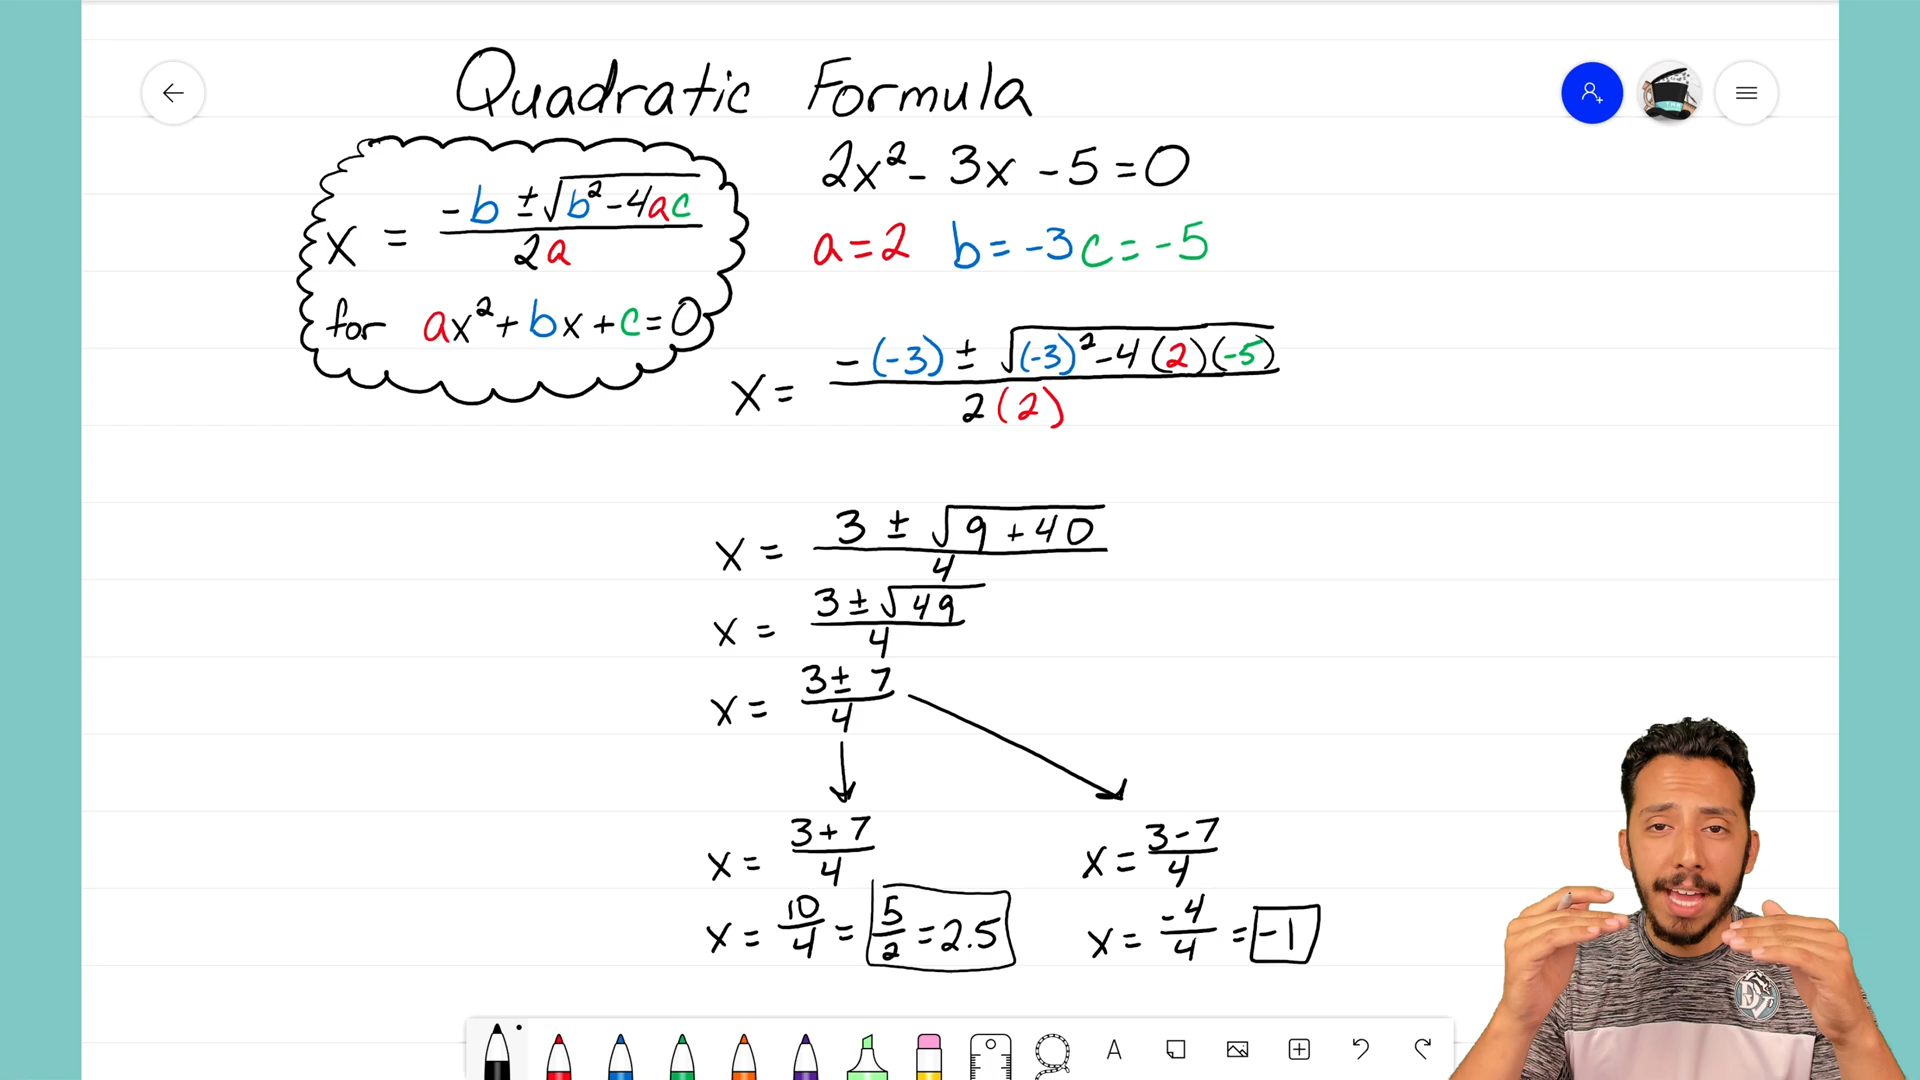 Quadratic Formula
x = -b ± √b² - 4ac / 2a
for ax² + bx + c = 0
2x² - 3x - 5 = 0
a = 2 b = -3 c = -5
x = -(-3) ± √(-3)² - 4(2)(-5) / 2(2)
x = 3 ± √9 + 40 / 4
x = 3 ± √49 / 4
x = 3 ± 7 / 4
x = 3 + 7 / 4
x = 10/4 = 5/2 = 2.5
x = 3 - 7 / 4
x = -4/4 = -1
A